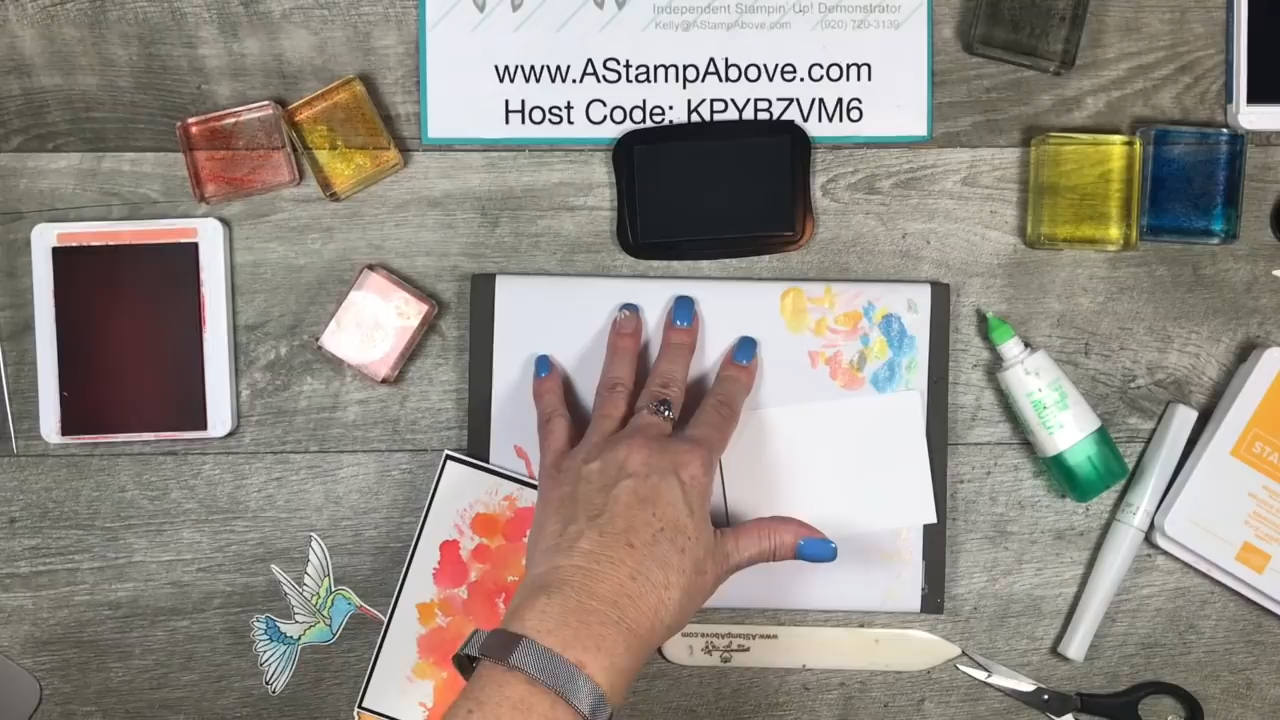 Independent Stampin' Up! Demonstrator
Kelly@AStampAbove.com (920) 720-3139
www.AStampAbove.com
Host Code: KPYBZVM6
STA
www.AStampAbove.com